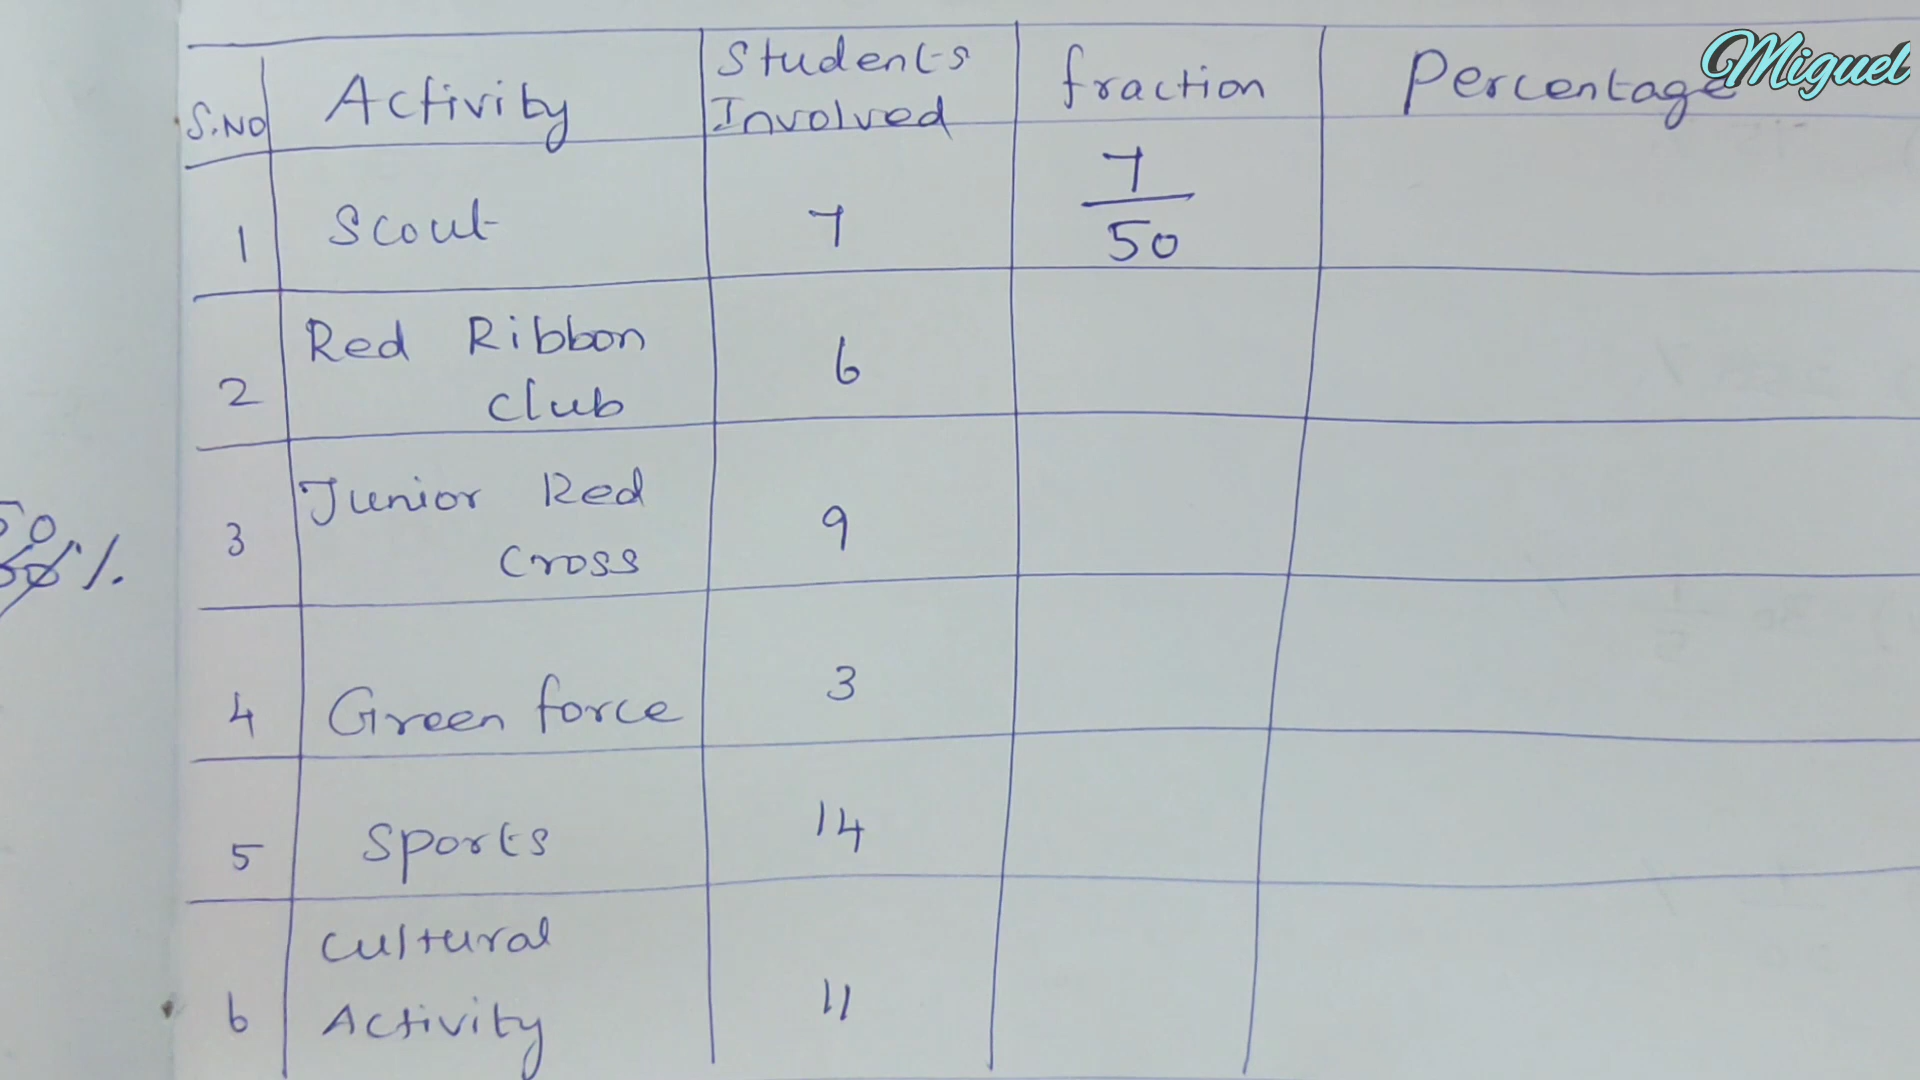 S.NO Activity Students Involved fraction Percentage
Miguel
1 Scout 7 7/50
2 Red Ribbon club 6
3 Junior Red Cross 9
4 Green force 3
5 Sports 14
6 Cultural Activity 11